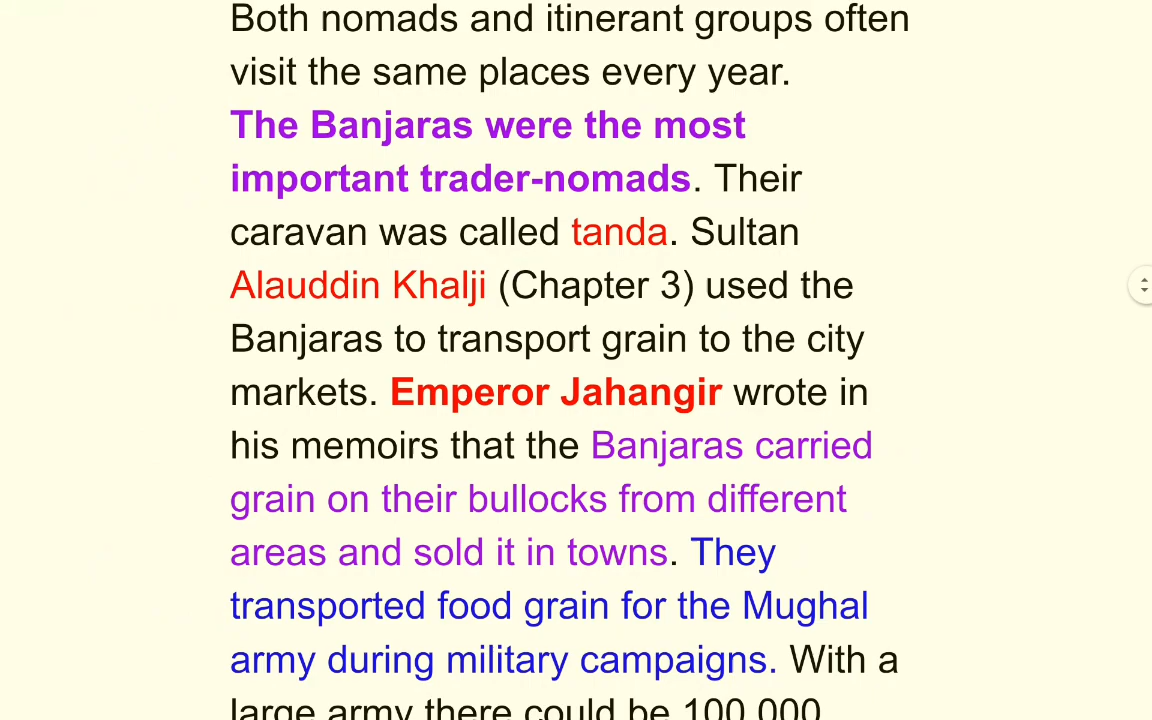 Both nomads and itinerant groups often
visit the same places every year.
The Banjaras were the most
important trader-nomads. Their
caravan was called tanda. Sultan
Alauddin Khalji (Chapter 3) used the
Banjaras to transport grain to the city
markets. Emperor Jahangir wrote in
his memoirs that the Banjaras carried
grain on their bullocks from different
areas and sold it in towns. They
transported food grain for the Mughal
army during military campaigns. With a
large army there could be 100,000